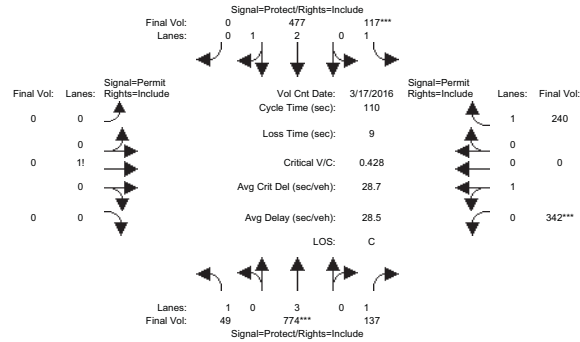 Signal=Protect/Rights=Include
Final Vol: 0 477 117***
Lanes: 0 1 2 0 1
Signal=Permit Signal=Permit
Final Vol: Lanes: Rights=Include Vol Cnt Date: 3/17/2016 Rights=Include Lanes: Final Vol:
Cycle Time (sec): 110
0 0 1 240
Loss Time (sec): 9
0 0
0 1! Critical V/C: 0.428 0 0
0 Avg Crit Del (sec/veh): 28.7 1
0 0 Avg Delay (sec/veh): 28.5 0 342***
LOS: C
Lanes: 1 0 3 0 1
Final Vol: 49 774*** 137
Signal=Protect/Rights=Include